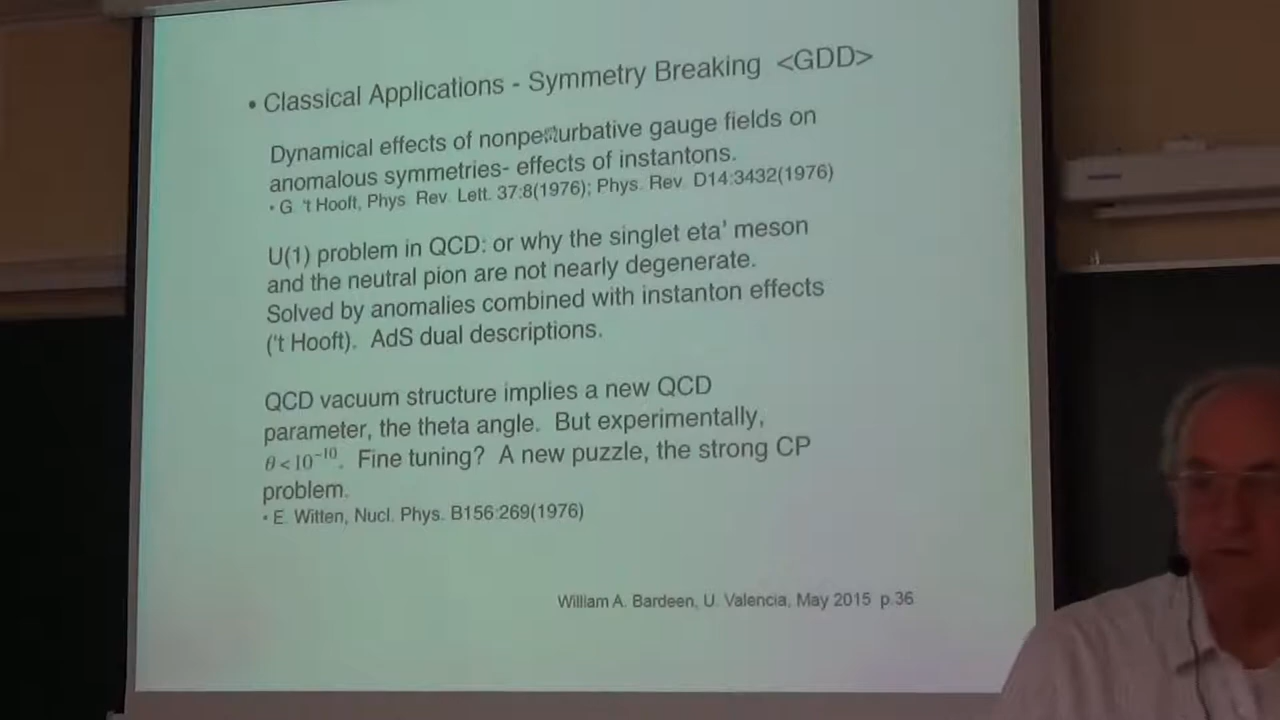 • Classical Applications - Symmetry Breaking <GDD>
Dynamical effects of nonperturbative gauge fields on
anomalous symmetries- effects of instantons.
• G. 't Hooft, Phys. Rev. Lett. 37:8(1976); Phys. Rev. D14:3432(1976)
U(1) problem in QCD: or why the singlet eta' meson
and the neutral pion are not nearly degenerate.
Solved by anomalies combined with instanton effects
('t Hooft). AdS dual descriptions.
QCD vacuum structure implies a new QCD
parameter, the theta angle. But experimentally,
θ < 10⁻¹⁰. Fine tuning? A new puzzle, the strong CP
problem.
• E. Witten, Nucl. Phys. B156:269(1976)
William A. Bardeen, U. Valencia, May 2015 p.36